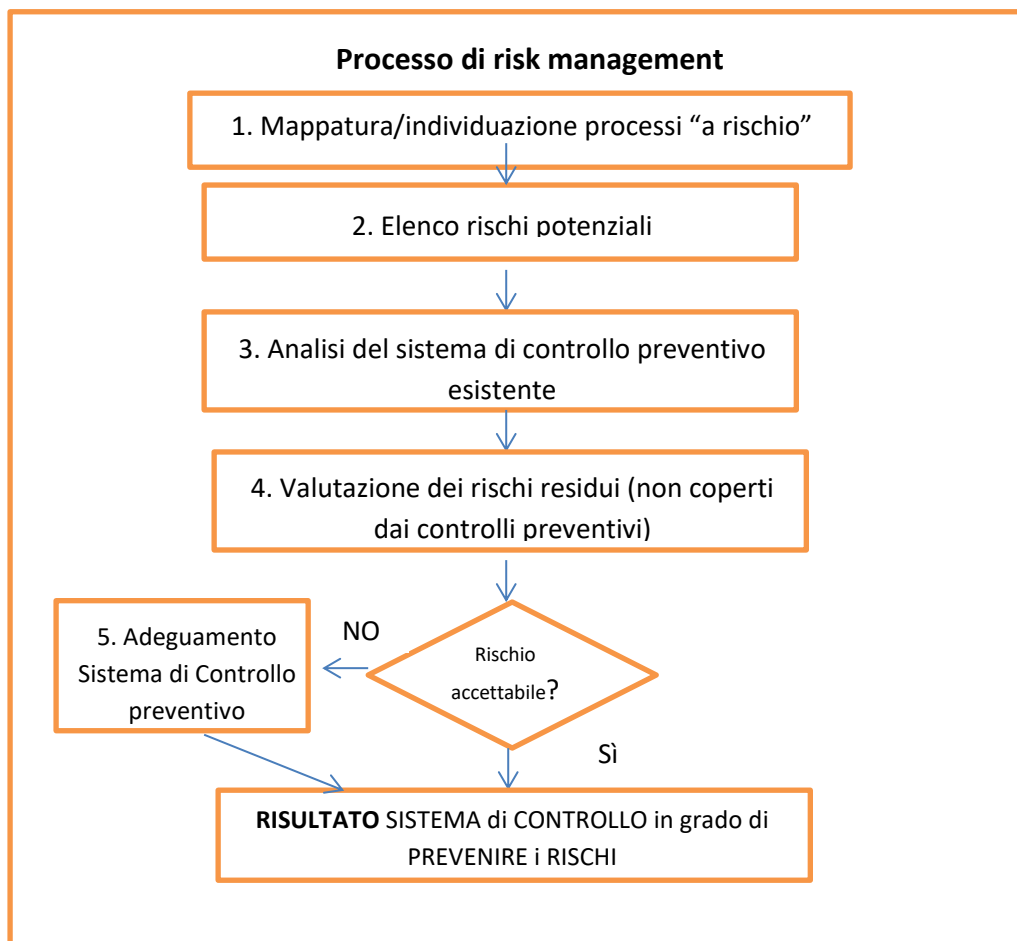 Processo di risk management
1. Mappatura/individuazione processi “a rischio”
2. Elenco rischi potenziali
3. Analisi del sistema di controllo preventivo
esistente
4. Valutazione dei rischi residui (non coperti
dai controlli preventivi)
5. Adeguamento
Sistema di Controllo
preventivo
NO
Rischio
accettabile?
Sì
RISULTATO SISTEMA di CONTROLLO in grado di
PREVENIRE i RISCHI